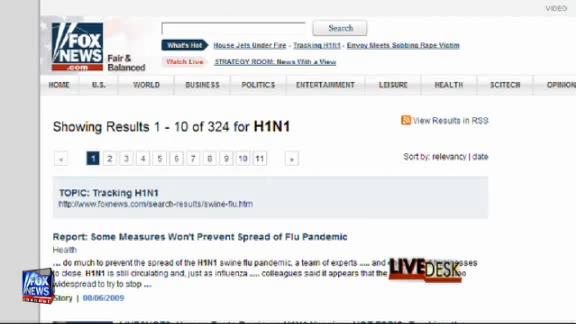 VIDEO
FOX
NEWS
.com
Fair &
Balanced
Search
What's Hot House Jets Under Fire - Tracking H1N1 - Envoy Meets Sobbing Rape Victim
Watch Live STRATEGY ROOM: News With a View
HOME U.S. WORLD BUSINESS POLITICS ENTERTAINMENT LEISURE HEALTH SCITECH OPINION
Showing Results 1 - 10 of 324 for H1N1
View Results in RSS
« 1 2 3 4 5 6 7 8 9 10 11 »
Sort by: relevancy | date
TOPIC: Tracking H1N1
http://www.foxnews.com/search-results/swine-flu.htm
Report: Some Measures Won't Prevent Spread of Flu Pandemic
Health
... do much to prevent the spread of the H1N1 swine flu pandemic, a team of experts ..... and
to close. H1N1 is still circulating and, just as influenza ..... colleagues said it appears that the
widespread to try to stop ...
Story | 08/06/2009
FOX
NEWS
LIVE DESK